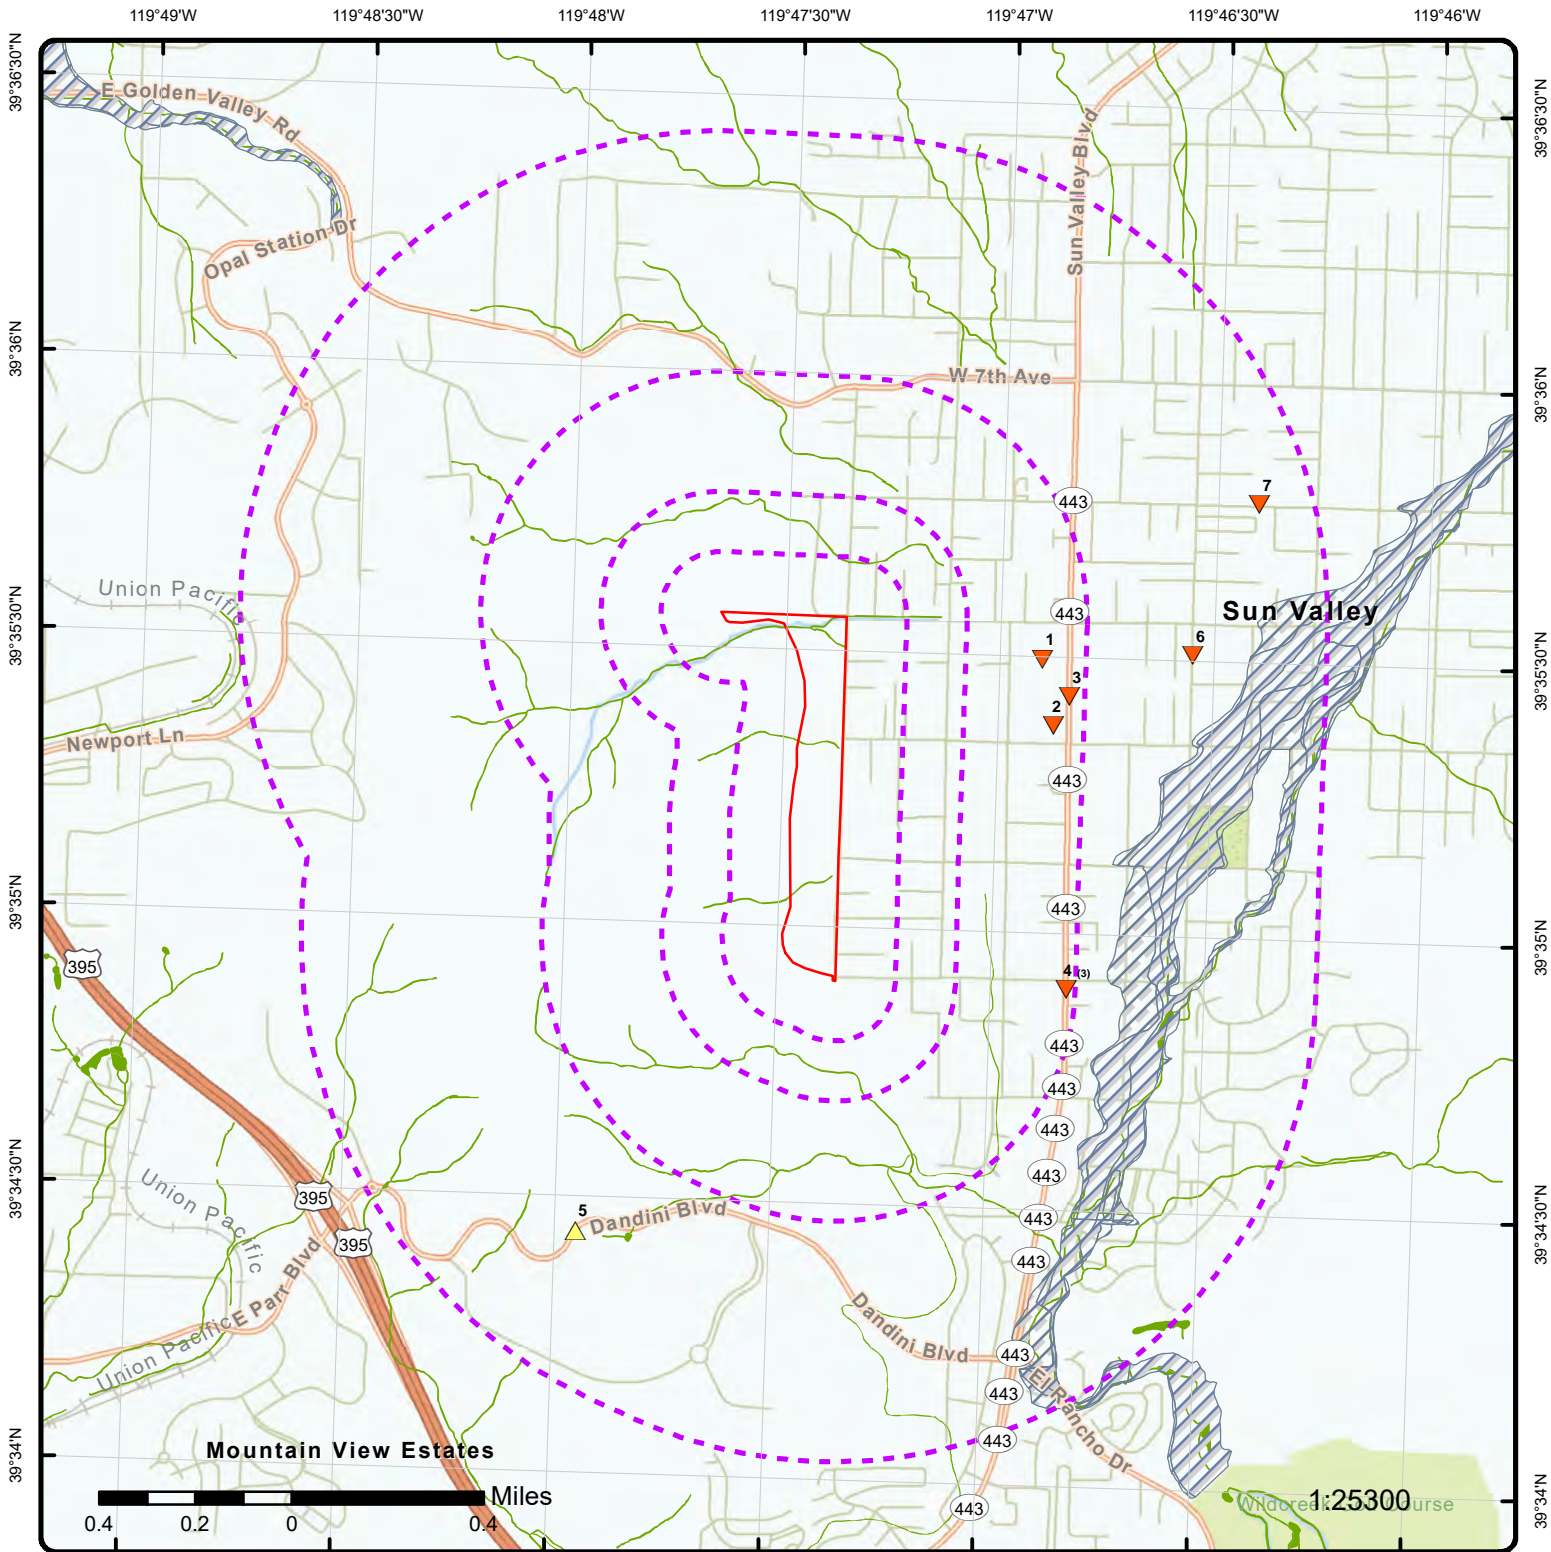 119°49'W 119°48'30"W 119°48'W 119°47'30"W 119°47'W 119°46'30"W 119°46'W
39°36'30"N
39°36'30"N
E Golden Valley Rd
Sun Valley Blvd
Opal Station Dr
39°36'N
39°36'N
W 7th Ave
443
7
Union Pacific
443
Sun Valley
39°35'30"N
39°35'30"N
1
6
3
2
Newport Ln
443
39°35'N
39°35'N
443
395
4 (3)
443
443
443
39°34'30"N
39°34'30"N
443
Union Pacific
395
5
Dandini Blvd
443
395
443
E Parr Blvd
Union Pacific
Dandini Blvd
443
443
El Rancho Dr
443
39°34'N
39°34'N
Mountain View Estates
Miles
0.4 0.2 0 0.4
443
Wildcreek Golf Course
1:25300